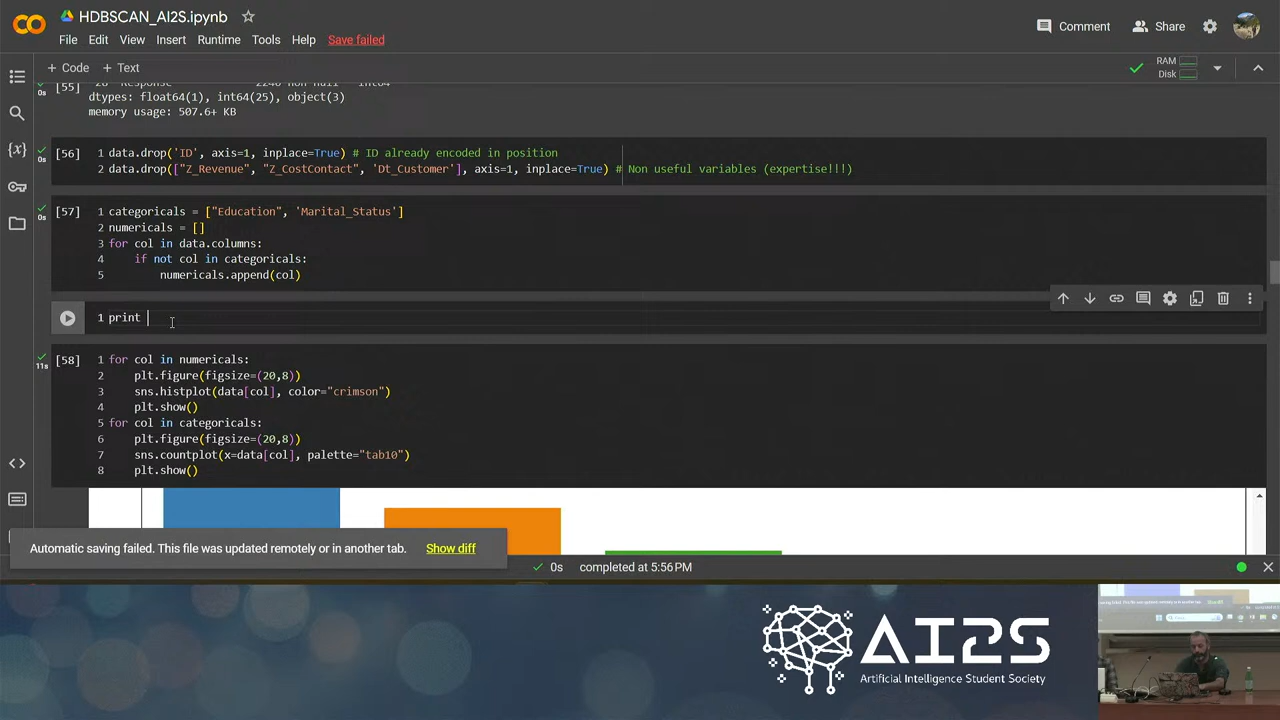 HDBSCAN_AI2S.ipynb
File Edit View Insert Runtime Tools Help Save failed
Comment Share
+ Code + Text
RAM
Disk
[55]
0s
28 Response 2240 non-null int64
dtypes: float64(1), int64(25), object(3)
memory usage: 507.6+ KB
[56]
0s
1 data.drop('ID', axis=1, inplace=True) # ID already encoded in position
2 data.drop(["Z_Revenue", "Z_CostContact", 'Dt_Customer'], axis=1, inplace=True) # Non useful variables (expertise!!!)
[57]
0s
1 categoricals = ["Education", 'Marital_Status']
2 numericals = []
3 for col in data.columns:
4 if not col in categoricals:
5 numericals.append(col)
1 print
[58]
11s
1 for col in numericals:
2 plt.figure(figsize=(20,8))
3 sns.histplot(data[col], color="crimson")
4 plt.show()
5 for col in categoricals:
6 plt.figure(figsize=(20,8))
7 sns.countplot(x=data[col], palette="tab10")
8 plt.show()
Automatic saving failed. This file was updated remotely or in another tab. Show diff
0s completed at 5:56 PM
AI2S
Artificial Intelligence Student Society